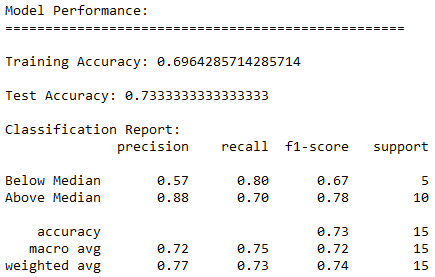 Model Performance:
==================================================
Training Accuracy: 0.6964285714285714
Test Accuracy: 0.7333333333333333
Classification Report:
precision recall f1-score support
Below Median 0.57 0.80 0.67 5
Above Median 0.88 0.70 0.78 10
accuracy 0.73 15
macro avg 0.72 0.75 0.72 15
weighted avg 0.77 0.73 0.74 15